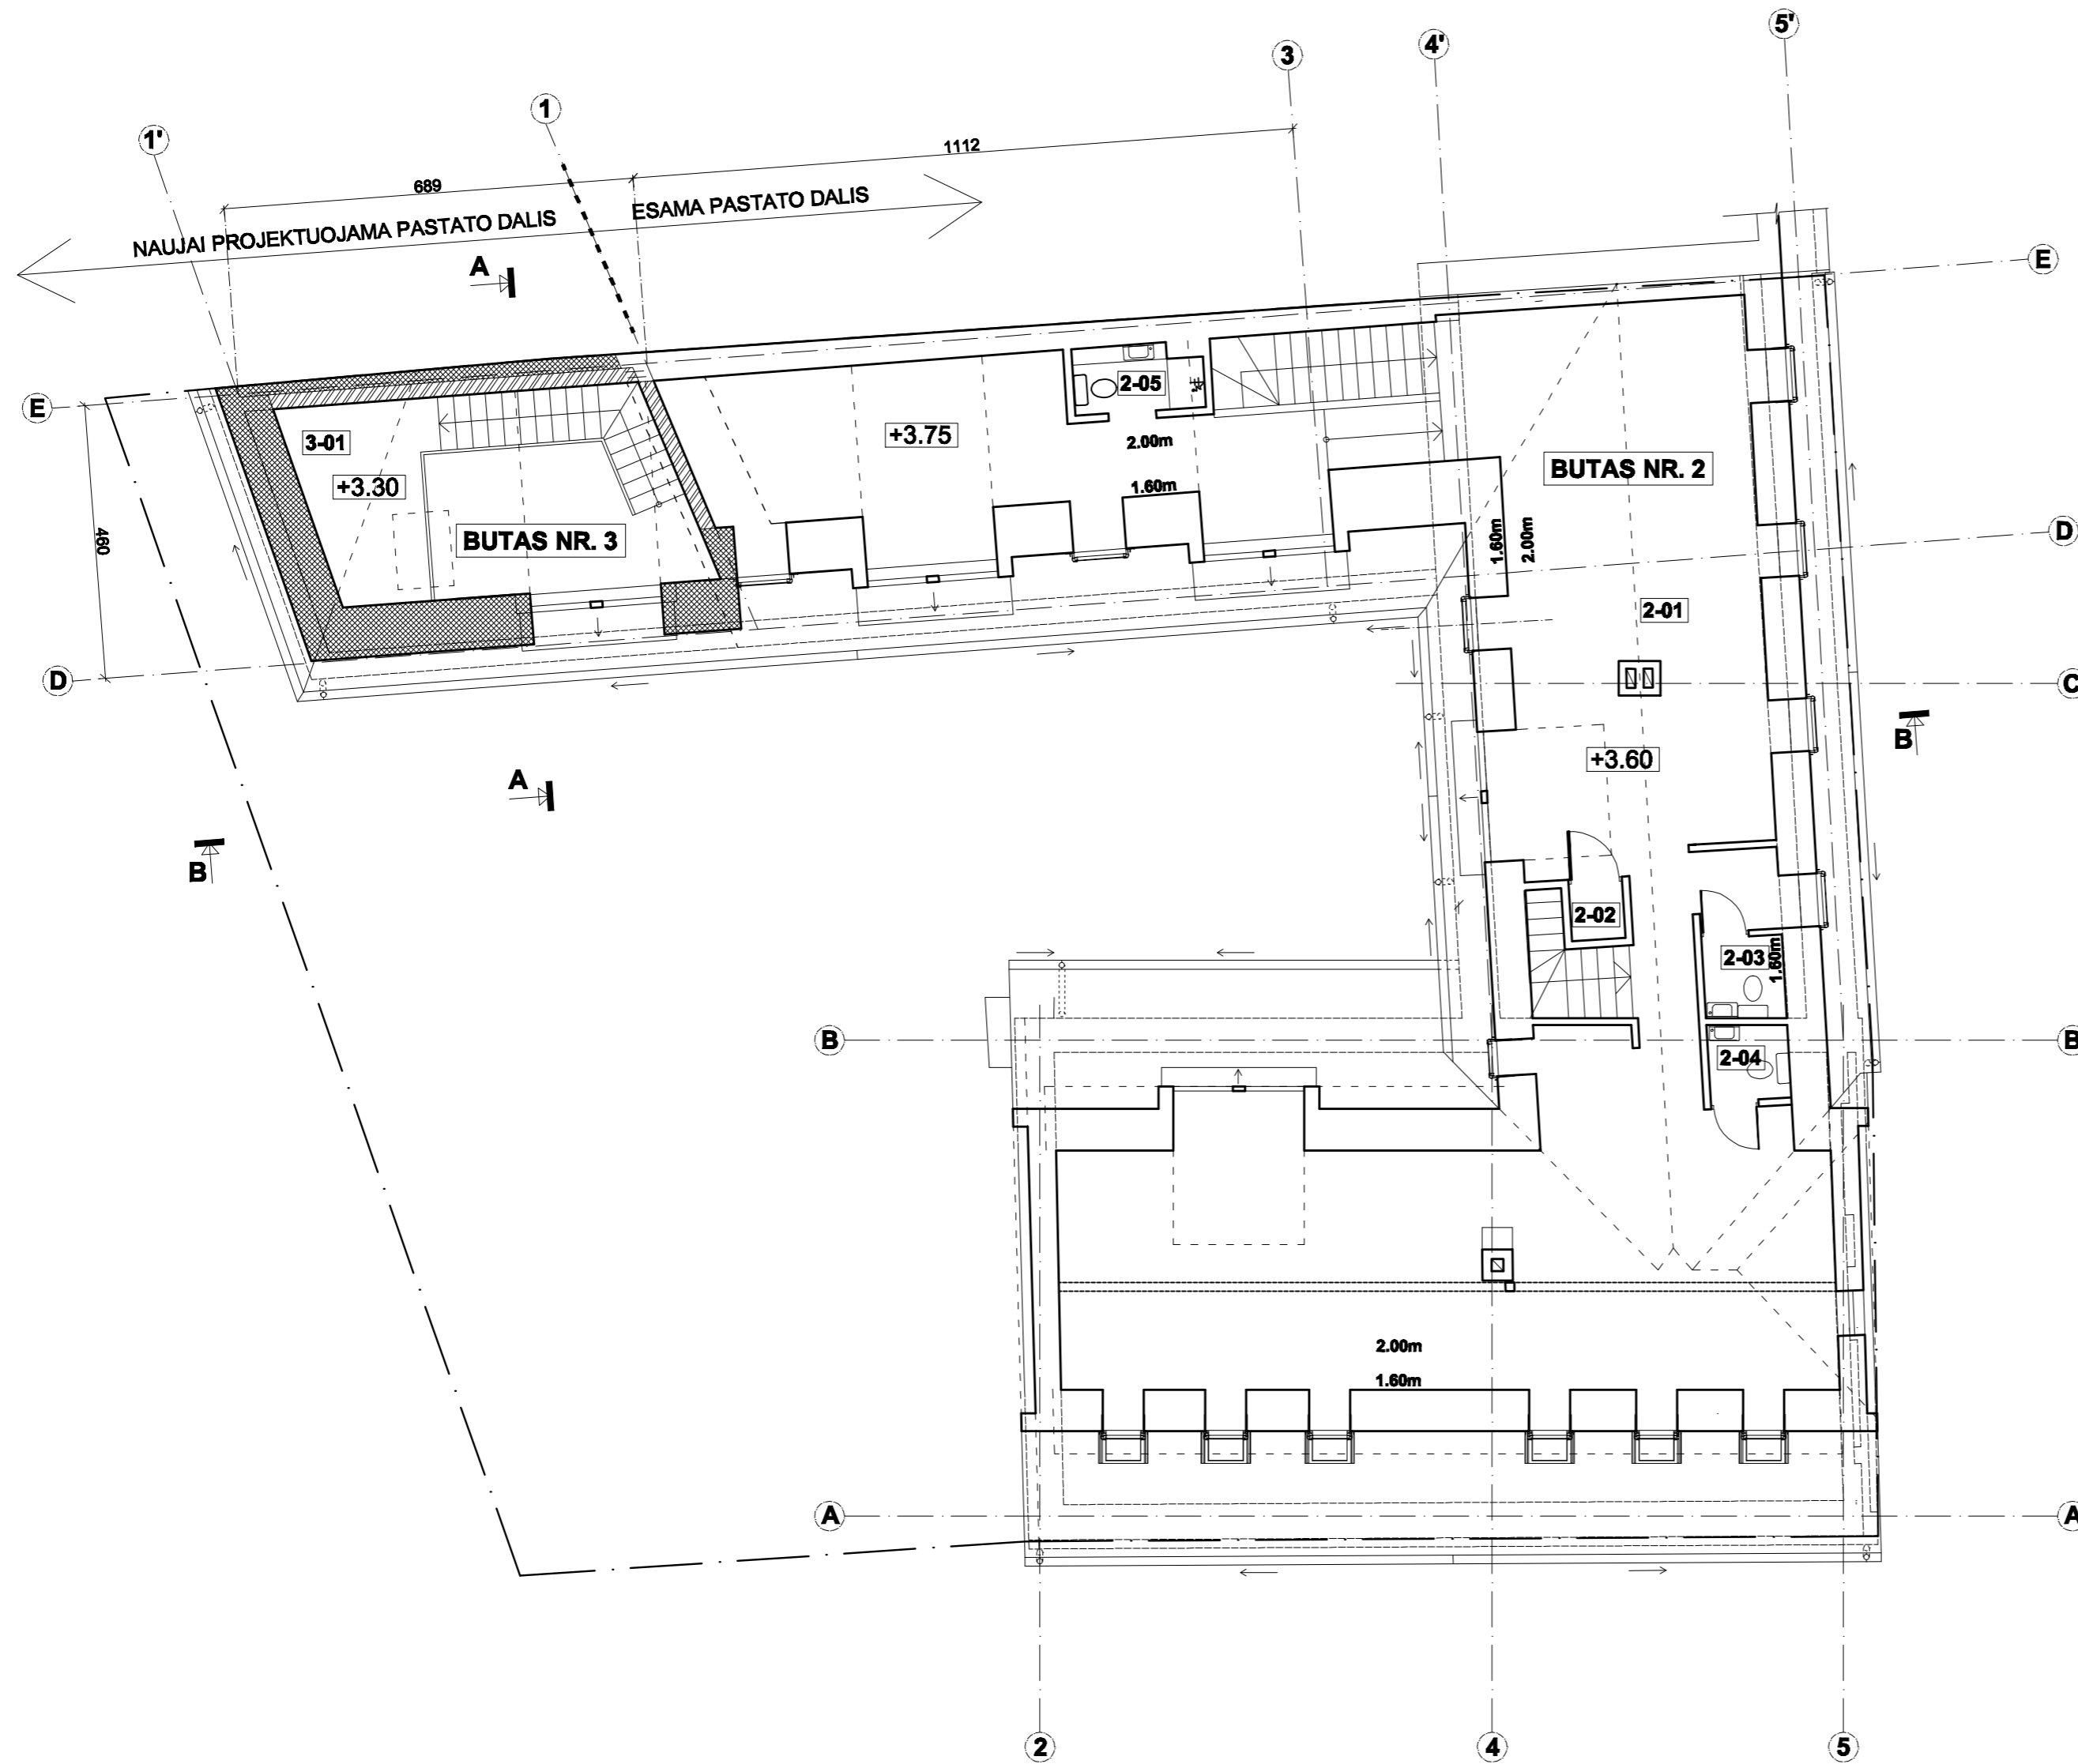 5'
4'
3
1
1'
1112
689
ESAMA PASTATO DALIS
NAUJAI PROJEKTUOJAMA PASTATO DALIS
A
E
E
2-05
3-01
+3.75
2.00m
BUTAS NR. 2
+3.30
1.60m
460
BUTAS NR. 3
1.60m
2.00m
D
2-01
D
C
B
+3.60
A
B
2-02
2-03
1.60m
B
B
2-04
2.00m
1.60m
A
A
2
4
5